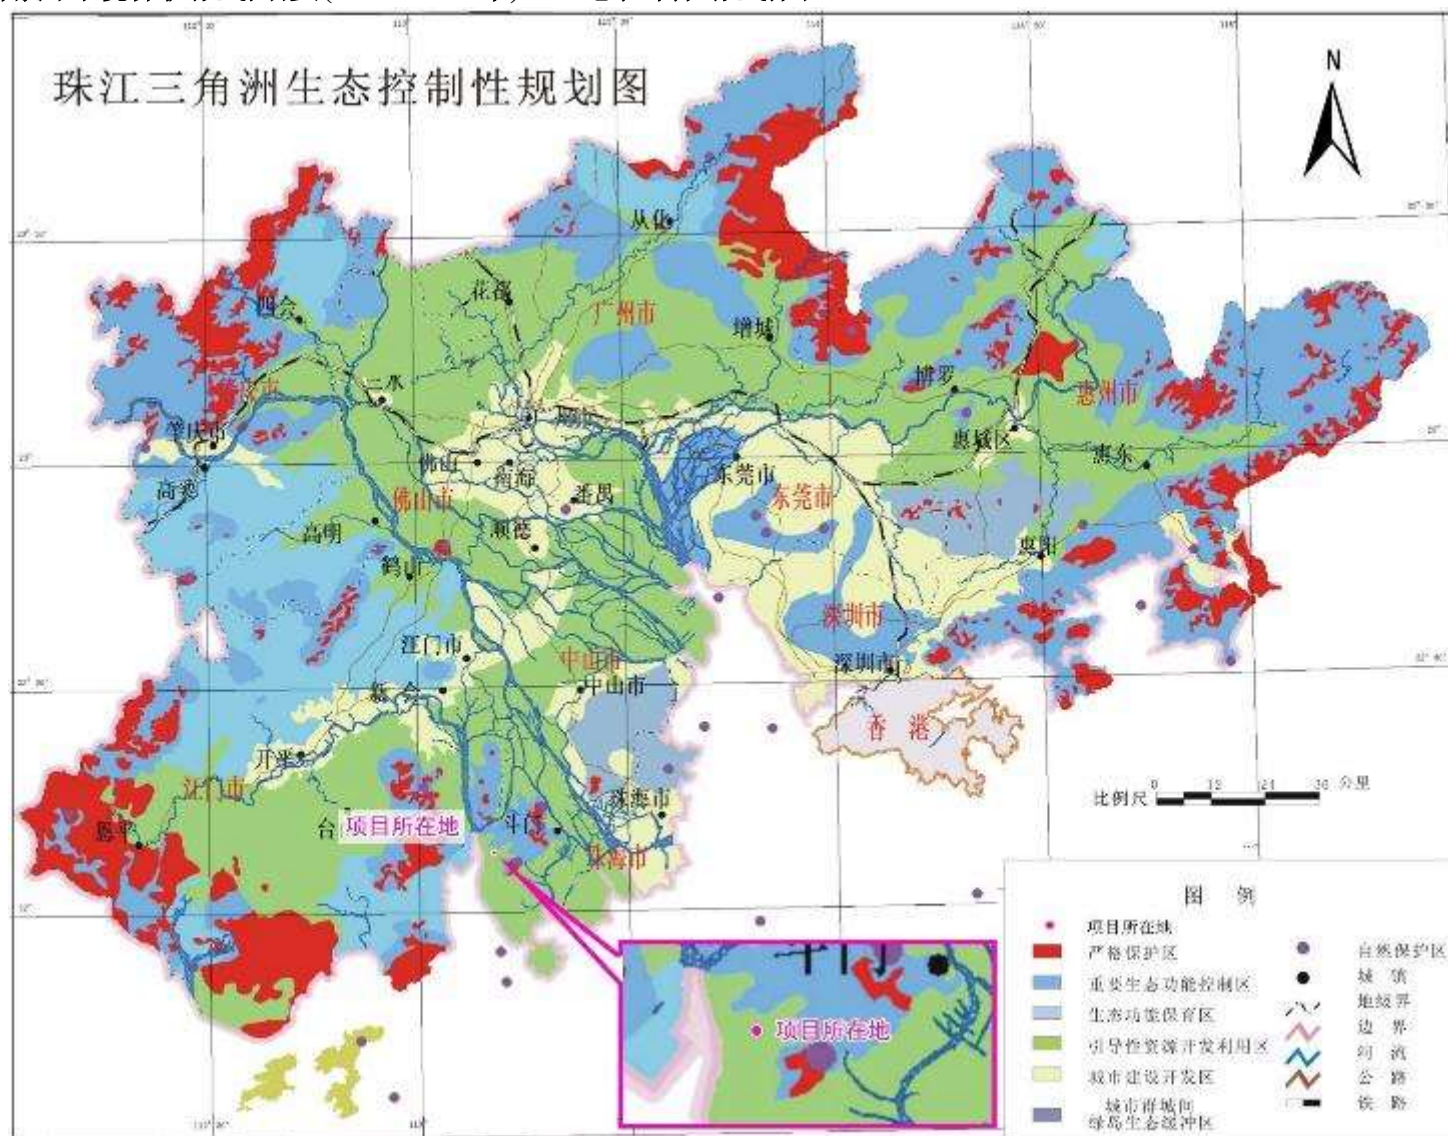 珠江三角洲生态控制性规划图
N
从化
四会
花都
广州市
增城
三水
博罗
惠州市
肇庆市
惠城区
惠东
高要
佛山
南海
东莞市
佛山市
番禺
东莞市
高明
顺德
鹤山
惠阳
深圳市
江门市
中山市
深圳市
新会
中山市
香港
开平
江门市
珠海市
恩平
台
项目所在地
斗门
珠海市
比例尺 0 12 24 36 公里
斗门
项目所在地
图 例
项目所在地
严格保护区
重要生态功能控制区
生态功能保育区
引导性资源开发利用区
城市建设开发区
城市群城间
绿岛生态缓冲区
自然保护区
城 镇
地级界
边 界
河 流
公 路
铁 路